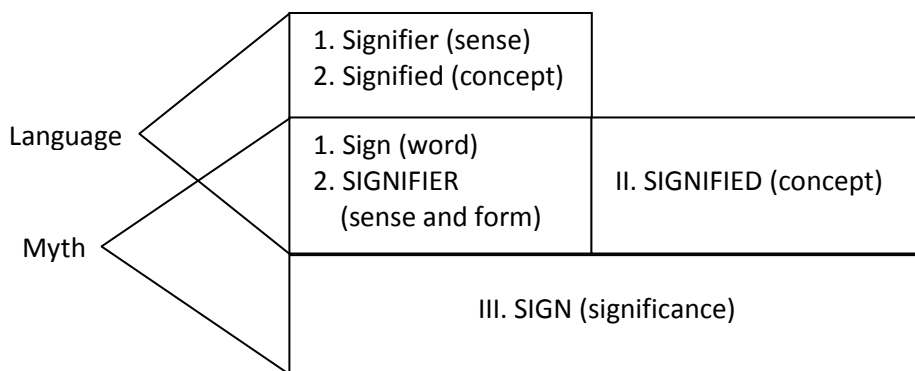 1. Signifier (sense)
2. Signified (concept)
Language
1. Sign (word)
2. SIGNIFIER
(sense and form)
II. SIGNIFIED (concept)
Myth
III. SIGN (significance)